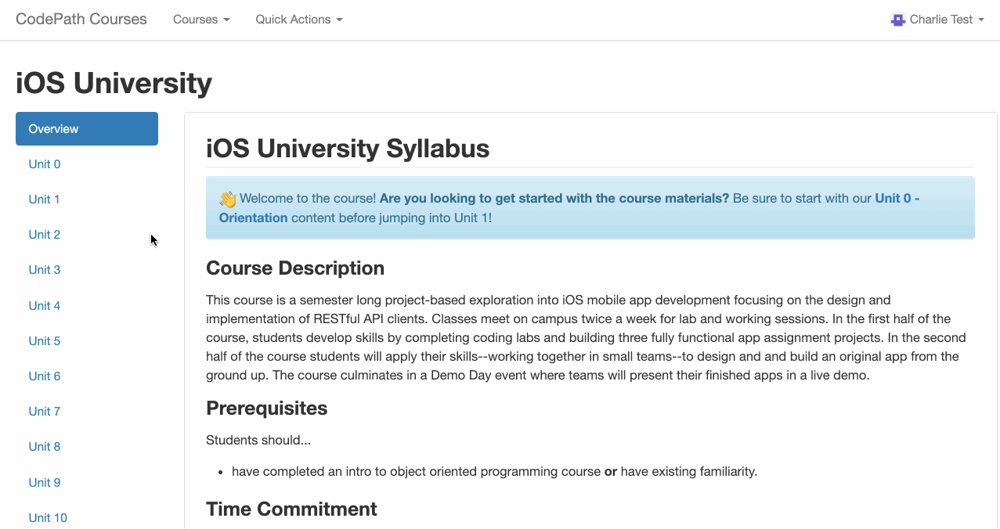 CodePath Courses Courses Quick Actions Charlie Test
iOS University
Overview
Unit 0
Unit 1
Unit 2
Unit 3
Unit 4
Unit 5
Unit 6
Unit 7
Unit 8
Unit 9
Unit 10
iOS University Syllabus
Welcome to the course! Are you looking to get started with the course materials? Be sure to start with our Unit 0 -
Orientation content before jumping into Unit 1!
Course Description
This course is a semester long project-based exploration into iOS mobile app development focusing on the design and
implementation of RESTful API clients. Classes meet on campus twice a week for lab and working sessions. In the first half of the
course, students develop skills by completing coding labs and building three fully functional app assignment projects. In the second
half of the course students will apply their skills--working together in small teams--to design and and build an original app from the
ground up. The course culminates in a Demo Day event where teams will present their finished apps in a live demo.
Prerequisites
Students should...
• have completed an intro to object oriented programming course or have existing familiarity.
Time Commitment